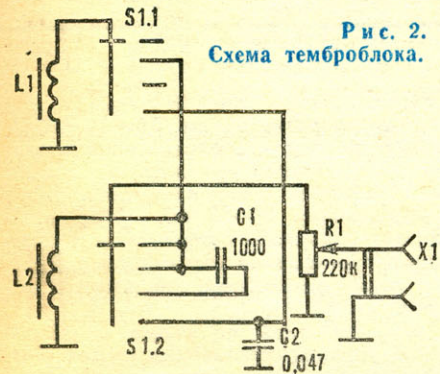 S1.1
Рис. 2.
Схема темброблока.
L1
C1
1000
R1
220к
X1
L2
S1.2
C2
0,047